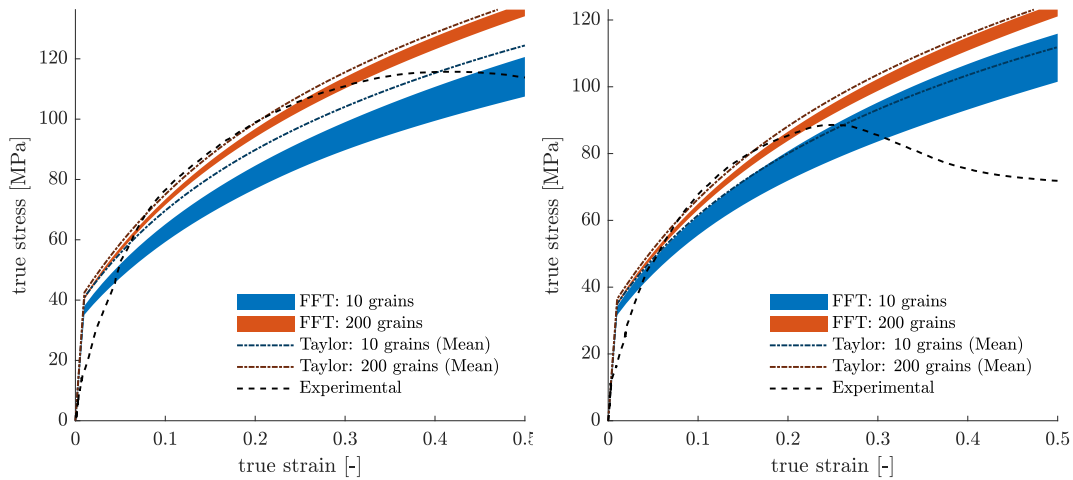 120
100
80
60
40
20
0
true stress [MPa]
FFT: 10 grains
FFT: 200 grains
Taylor: 10 grains (Mean)
Taylor: 200 grains (Mean)
Experimental
0 0.1 0.2 0.3 0.4 0.5
true strain [-]
120
100
80
60
40
20
0
true stress [MPa]
FFT: 10 grains
FFT: 200 grains
Taylor: 10 grains (Mean)
Taylor: 200 grains (Mean)
Experimental
0 0.1 0.2 0.3 0.4 0.5
true strain [-]